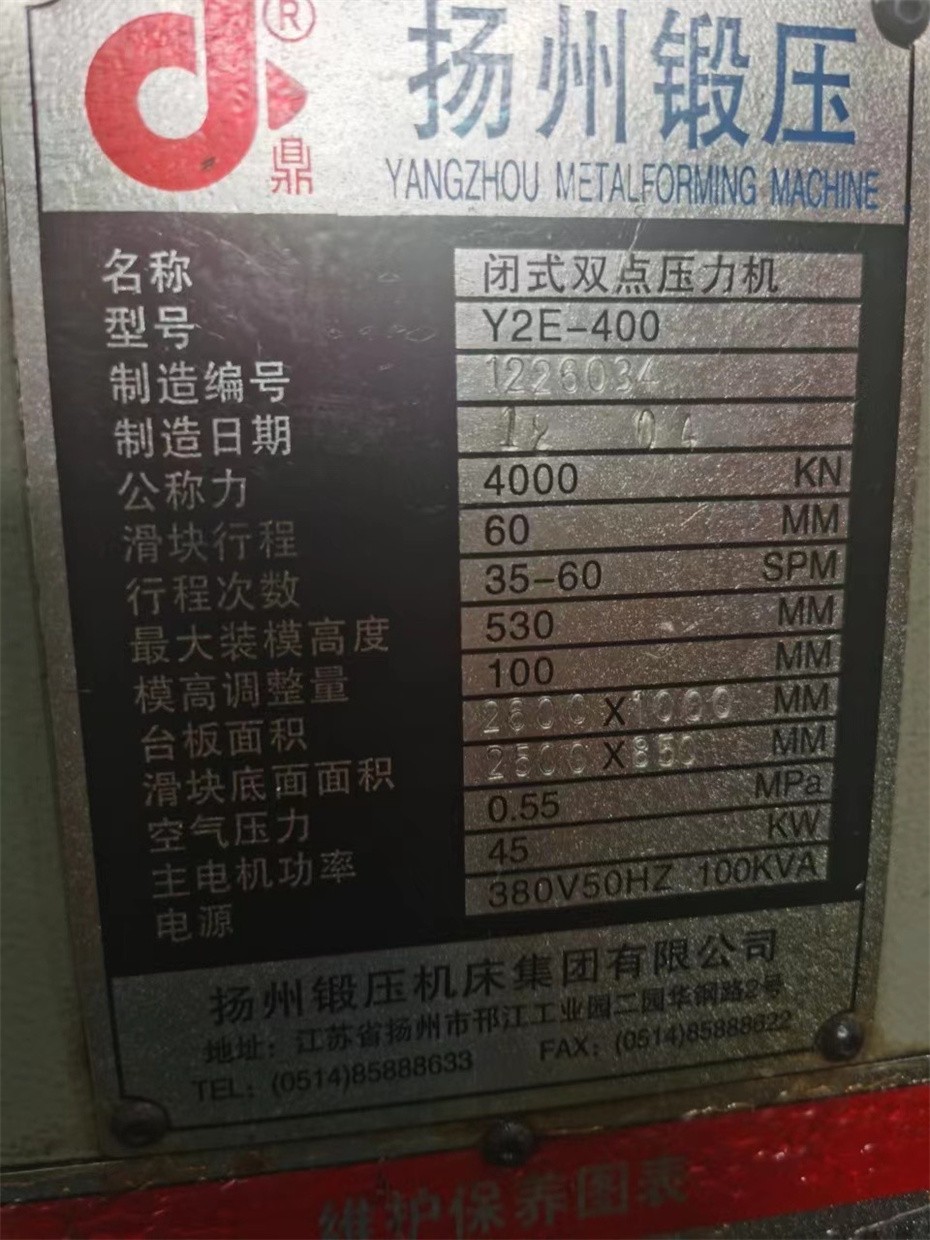 ®
扬州锻压
鼎
YANGZHOU METALFORMING MACHINE
名称 闭式双点压力机
型号 Y2E-400
制造编号 1226034
制造日期 12 04
公称力 4000 KN
滑块行程 60 MM
行程次数 35-60 SPM
最大装模高度 530 MM
模高调整量 100 MM
台板面积 2600X1000 MM
滑块底面面积 2500X850 MM
空气压力 0.55 MPa
主电机功率 45 KW
电源 380V50HZ 100KVA
扬州锻压机床集团有限公司
地址：江苏省扬州市邗江工业园二园华钢路2号
TEL：(0514)85888633 FAX：(0514)85888622
维护保养图表